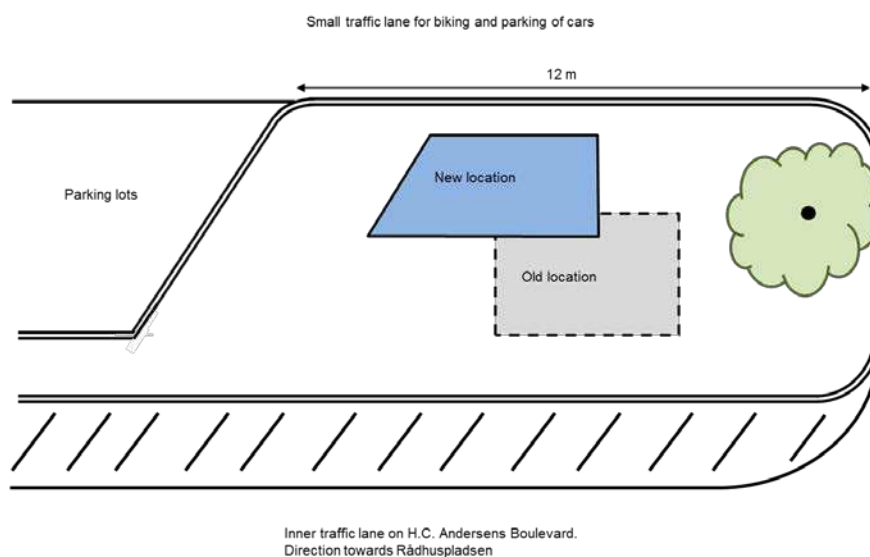 Small traffic lane for biking and parking of cars
12 m
New location
Parking lots
Old location
Inner traffic lane on H.C. Andersens Boulevard.
Direction towards Rådhuspladsen